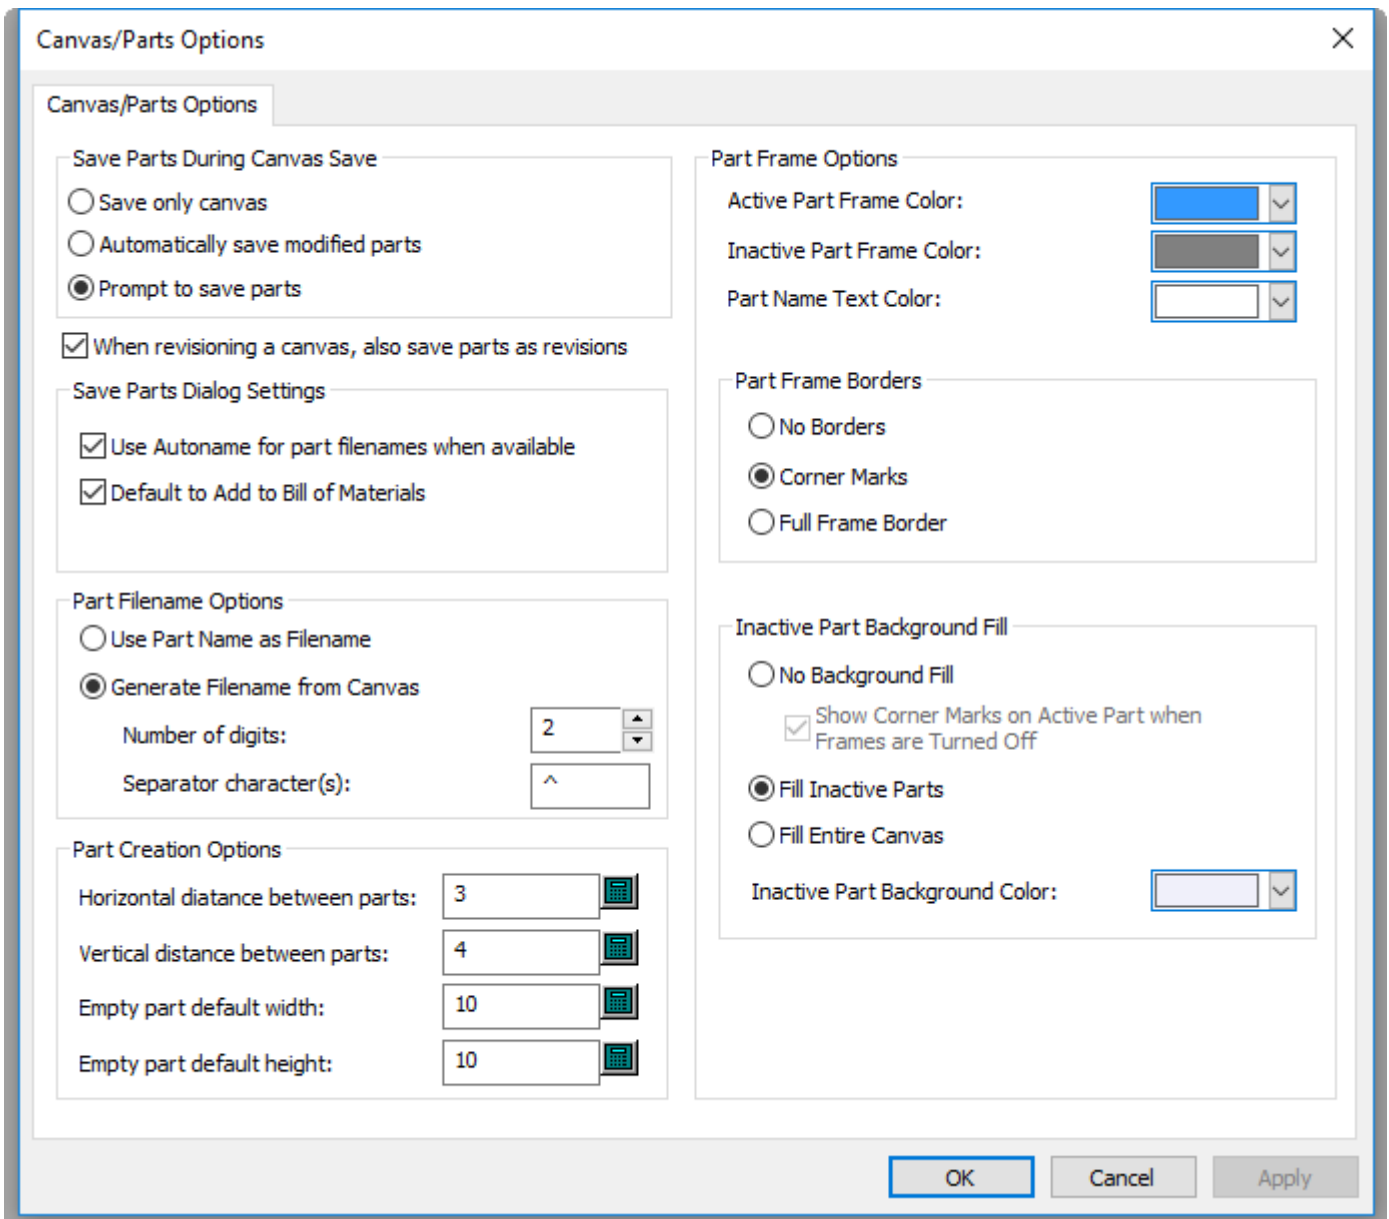 Canvas/Parts Options
Canvas/Parts Options
Save Parts During Canvas Save
Save only canvas
Automatically save modified parts
Prompt to save parts
When revisioning a canvas, also save parts as revisions
Save Parts Dialog Settings
Use Autoname for part filenames when available
Default to Add to Bill of Materials
Part Filename Options
Use Part Name as Filename
Generate Filename from Canvas
Number of digits: 2
Separator character(s): ^
Part Creation Options
Horizontal diatance between parts: 3
Vertical distance between parts: 4
Empty part default width: 10
Empty part default height: 10
Part Frame Options
Active Part Frame Color:
Inactive Part Frame Color:
Part Name Text Color:
Part Frame Borders
No Borders
Corner Marks
Full Frame Border
Inactive Part Background Fill
No Background Fill
Show Corner Marks on Active Part when
Frames are Turned Off
Fill Inactive Parts
Fill Entire Canvas
Inactive Part Background Color:
OK Cancel Apply